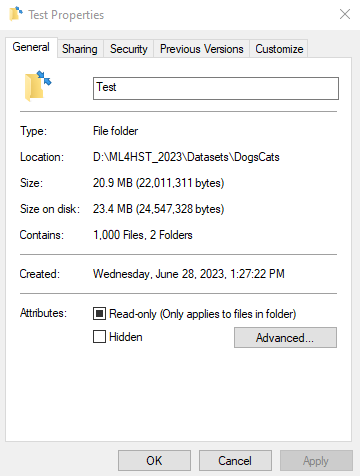 Test Properties
General Sharing Security Previous Versions Customize
Test
Type: File folder
Location: D:\ML4HST_2023\Datasets\DogsCats
Size: 20.9 MB (22,011,311 bytes)
Size on disk: 23.4 MB (24,547,328 bytes)
Contains: 1,000 Files, 2 Folders
Created: Wednesday, June 28, 2023, 1:27:22 PM
Attributes: Read-only (Only applies to files in folder)
Hidden Advanced...
OK Cancel Apply